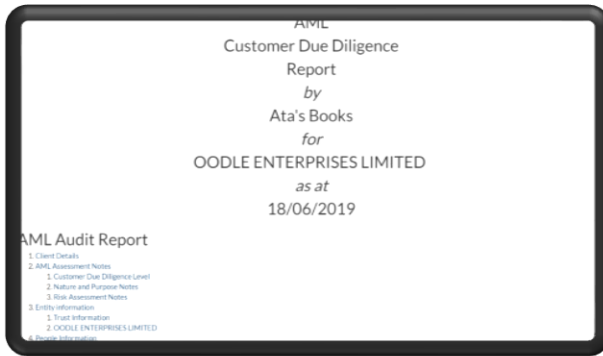 AML
Customer Due Diligence
Report
by
Ata's Books
for
OODLE ENTERPRISES LIMITED
as at
18/06/2019
AML Audit Report
1. Client Details
2. AML Assessment Notes
1. Customer Due Diligence Level
2. Nature and Purpose Notes
3. Risk Assessment Notes
3. Entity Information
1. Trust Information
2. OODLE ENTERPRISES LIMITED
4. People Information